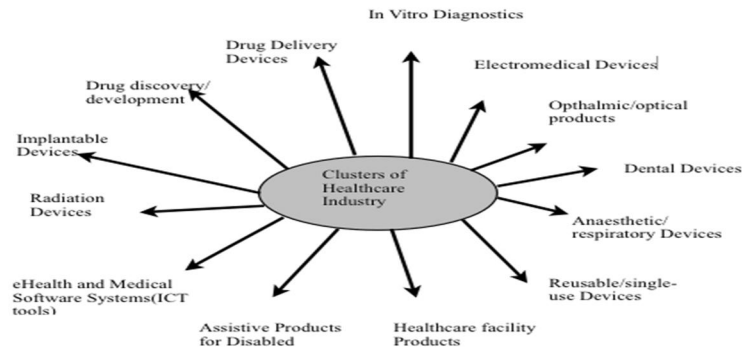 In Vitro Diagnostics
Drug Delivery
Devices
Electromedical Devices
Drug discovery/
development
Opthalmic/optical
products
Implantable
Devices
Clusters of
Healthcare
Industry
Dental Devices
Radiation
Devices
Anaesthetic/
respiratory Devices
eHealth and Medical
Software Systems(ICT
tools)
Reusable/single-
use Devices
Assistive Products
for Disabled
Healthcare facility
Products